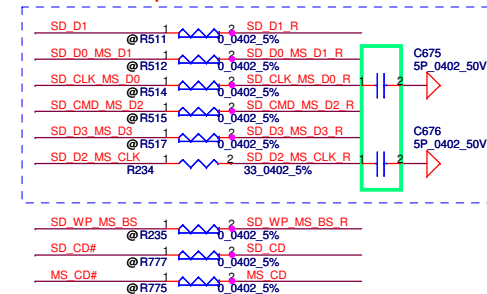 SD_D1 1 2 SD_D1_R
@ R511 0_0402_5%
SD_D0_MS_D1 1 2 SD_D0_MS_D1_R
@ R512 0_0402_5%
SD_CLK_MS_D0 1 2 SD_CLK_MS_D0_R 1 2 C675 5P_0402_50V
@ R514 0_0402_5%
SD_CMD_MS_D2 1 2 SD_CMD_MS_D2_R
@ R515 0_0402_5%
SD_D3_MS_D3 1 2 SD_D3_MS_D3_R
@ R517 0_0402_5%
SD_D2_MS_CLK 1 2 SD_D2_MS_CLK_R 1 2 C676 5P_0402_50V
R234 33_0402_5%
SD_WP_MS_BS 1 2 SD_WP_MS_BS_R
@ R235 0_0402_5%
SD_CD# 1 2 SD_CD
@ R777 0_0402_5%
MS_CD# 1 2 MS_CD
@ R775 0_0402_5%